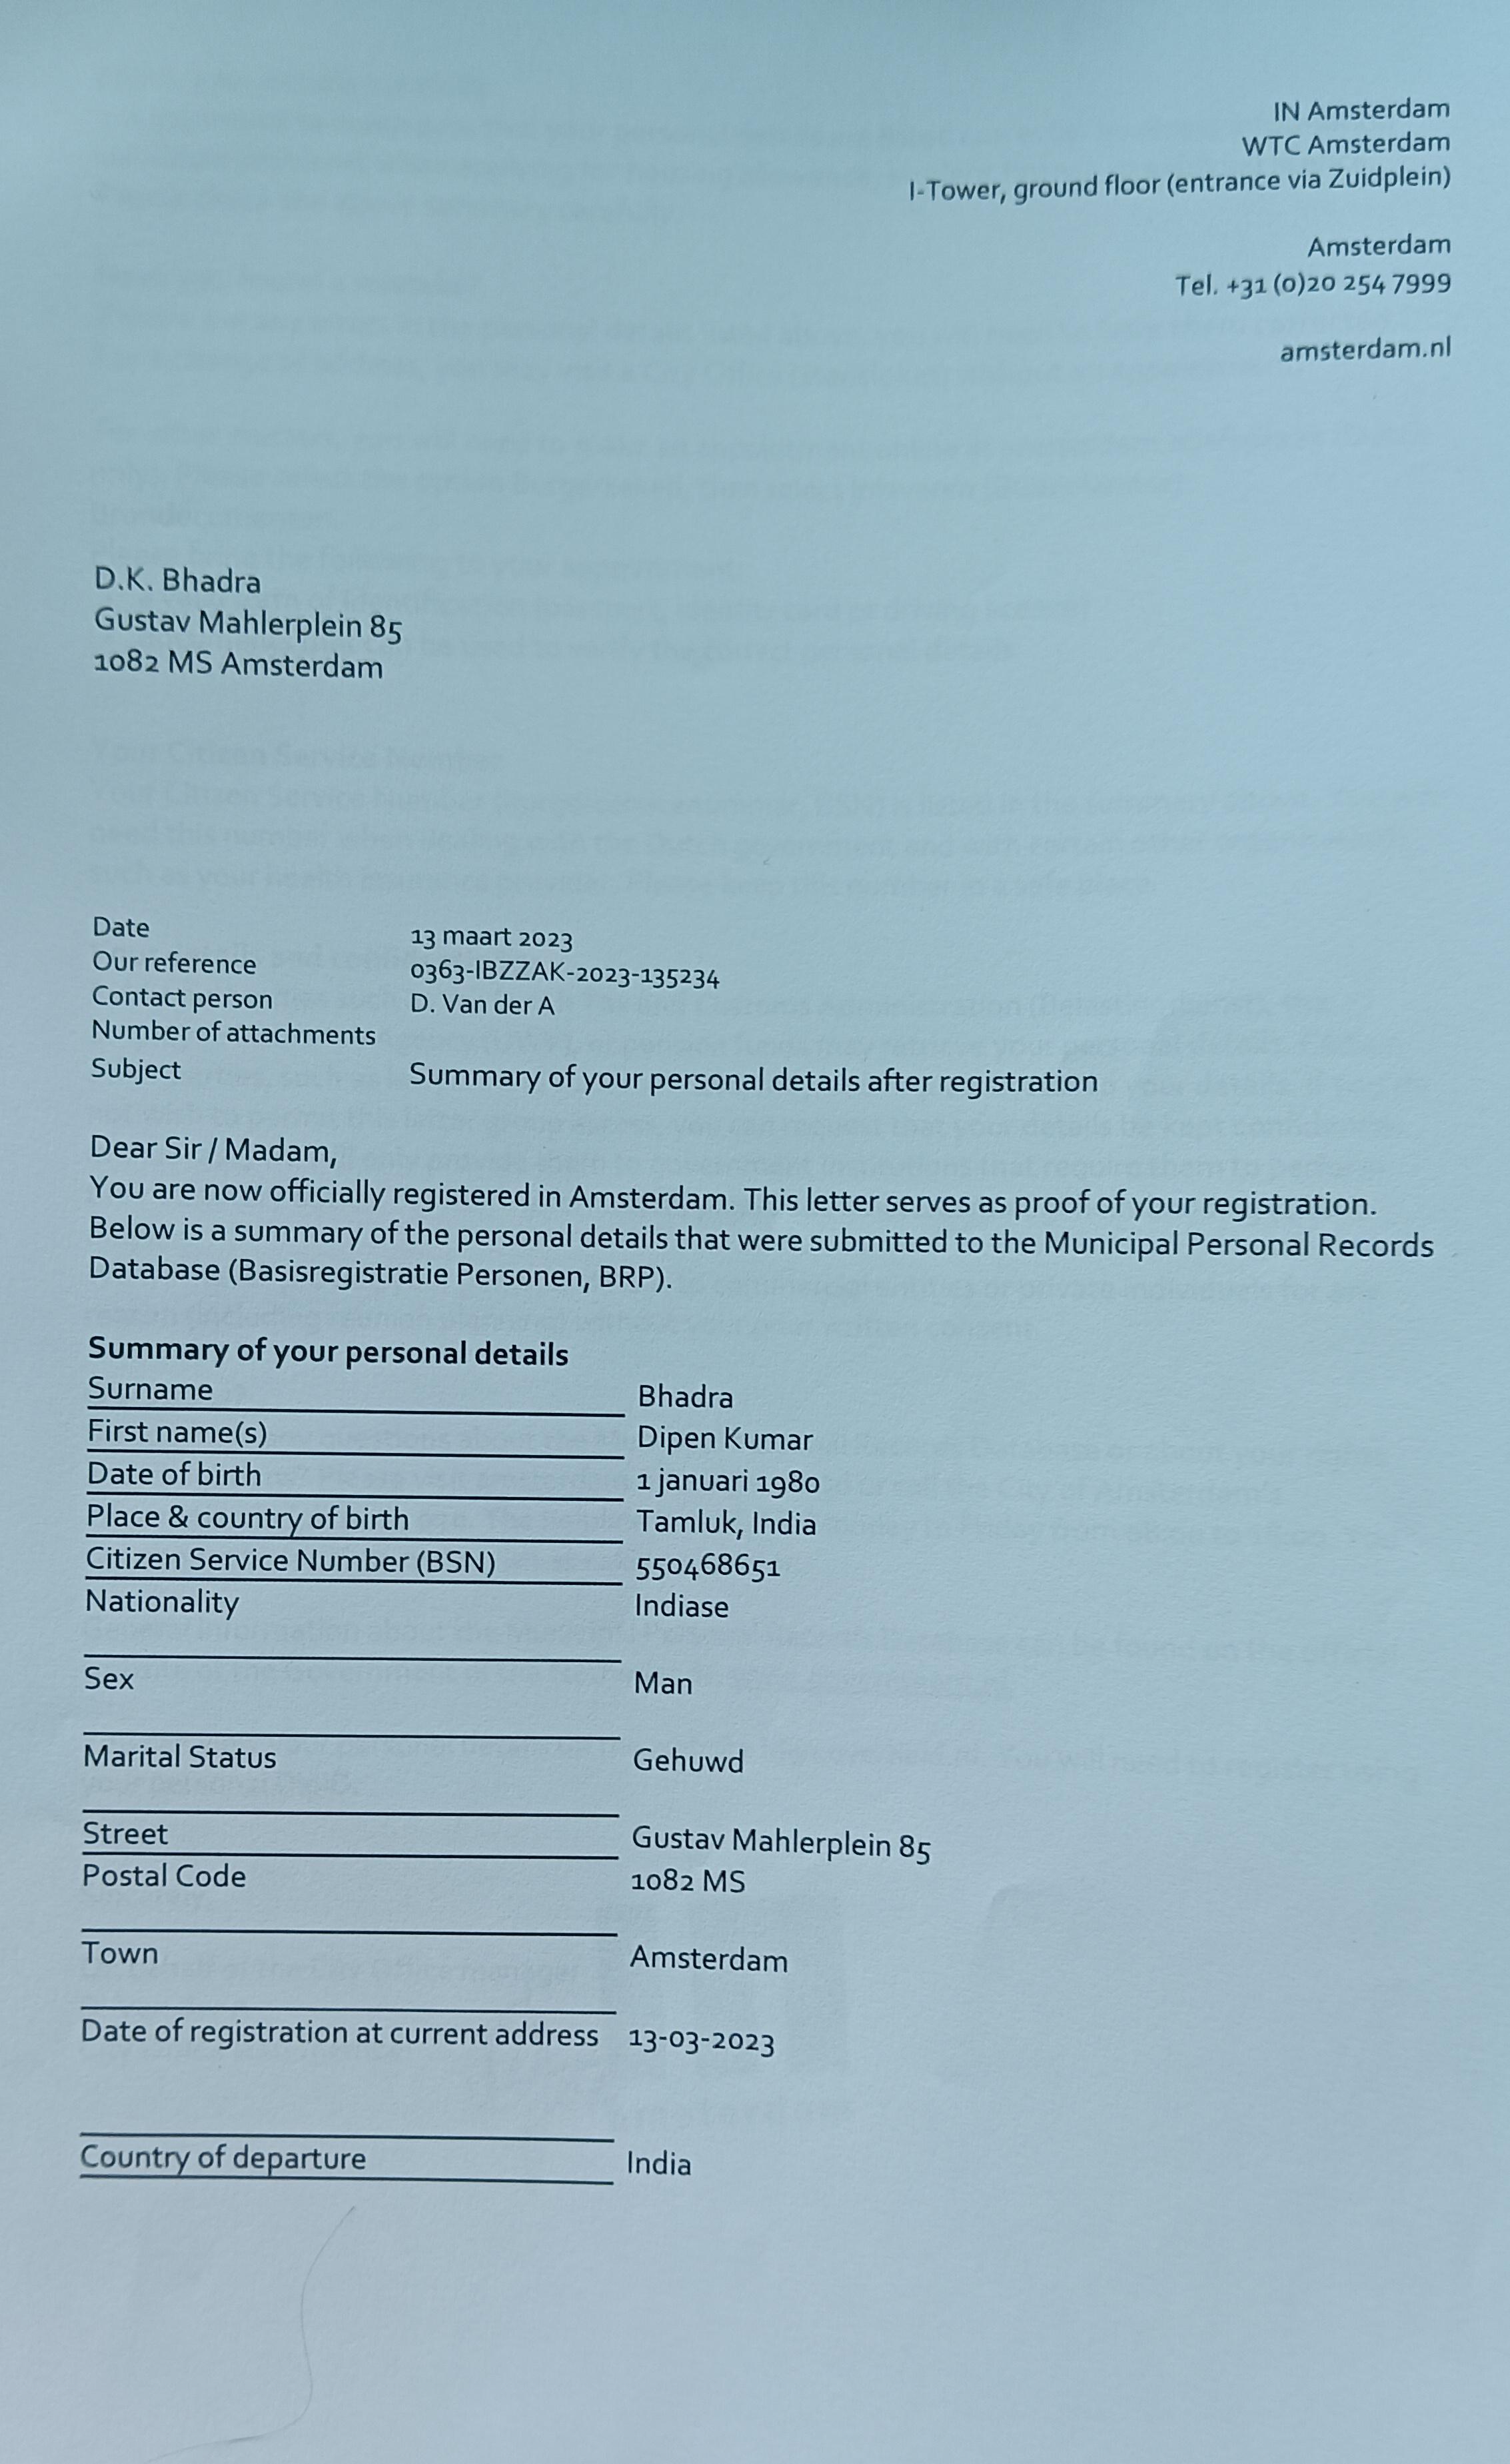 IN Amsterdam
WTC Amsterdam
I-Tower, ground floor (entrance via Zuidplein)
Amsterdam
Tel. +31 (0)20 254 7999
amsterdam.nl
D.K. Bhadra
Gustav Mahlerplein 85
1082 MS Amsterdam
Date 13 maart 2023
Our reference 0363-IBZZAK-2023-135234
Contact person D. Van der A
Number of attachments
Subject Summary of your personal details after registration
Dear Sir / Madam,
You are now officially registered in Amsterdam. This letter serves as proof of your registration.
Below is a summary of the personal details that were submitted to the Municipal Personal Records
Database (Basisregistratie Personen, BRP).
Summary of your personal details
Surname Bhadra
First name(s) Dipen Kumar
Date of birth 1 januari 1980
Place & country of birth Tamluk, India
Citizen Service Number (BSN) 550468651
Nationality Indiase
Sex Man
Marital Status Gehuwd
Street Gustav Mahlerplein 85
Postal Code 1082 MS
Town Amsterdam
Date of registration at current address 13-03-2023
Country of departure India